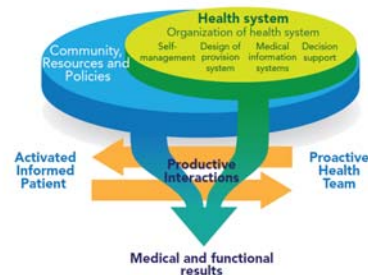 Health system
Organization of health system
Self-
management
Design of
provision
system
Medical
information
systems
Decision
support
Community,
Resources and
Policies
Activated
Informed
Patient
Productive
Interactions
Proactive
Health
Team
Medical and functional
results